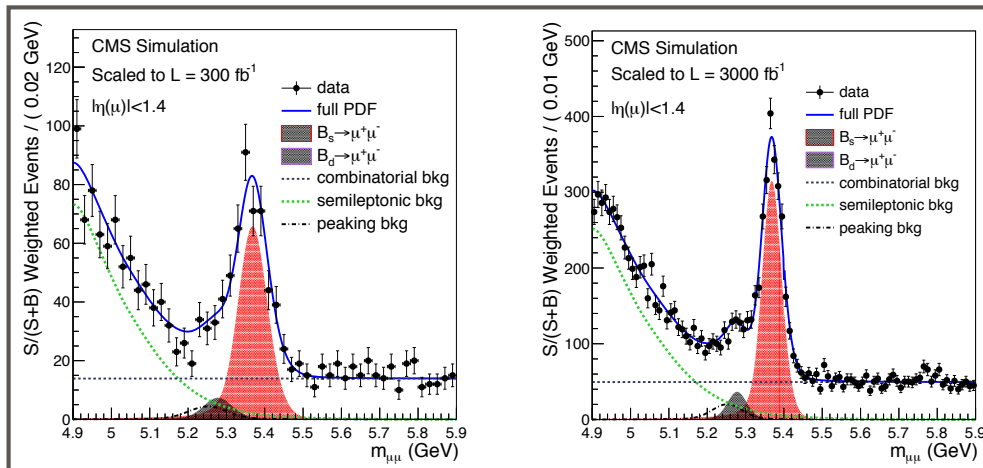 CMS Simulation
Scaled to L = 300 fb⁻¹
|η(μ)|<1.4
data
full PDF
Bs→μ⁺μ⁻
Bd→μ⁺μ⁻
combinatorial bkg
semileptonic bkg
peaking bkg
S/(S+B) Weighted Events / ( 0.02 GeV)
120
100
80
60
40
20
0
4.9 5 5.1 5.2 5.3 5.4 5.5 5.6 5.7 5.8 5.9
mμμ (GeV)
CMS Simulation
Scaled to L = 3000 fb⁻¹
|η(μ)|<1.4
data
full PDF
Bs→μ⁺μ⁻
Bd→μ⁺μ⁻
combinatorial bkg
semileptonic bkg
peaking bkg
S/(S+B) Weighted Events / ( 0.01 GeV)
500
400
300
200
100
0
4.9 5 5.1 5.2 5.3 5.4 5.5 5.6 5.7 5.8 5.9
mμμ (GeV)